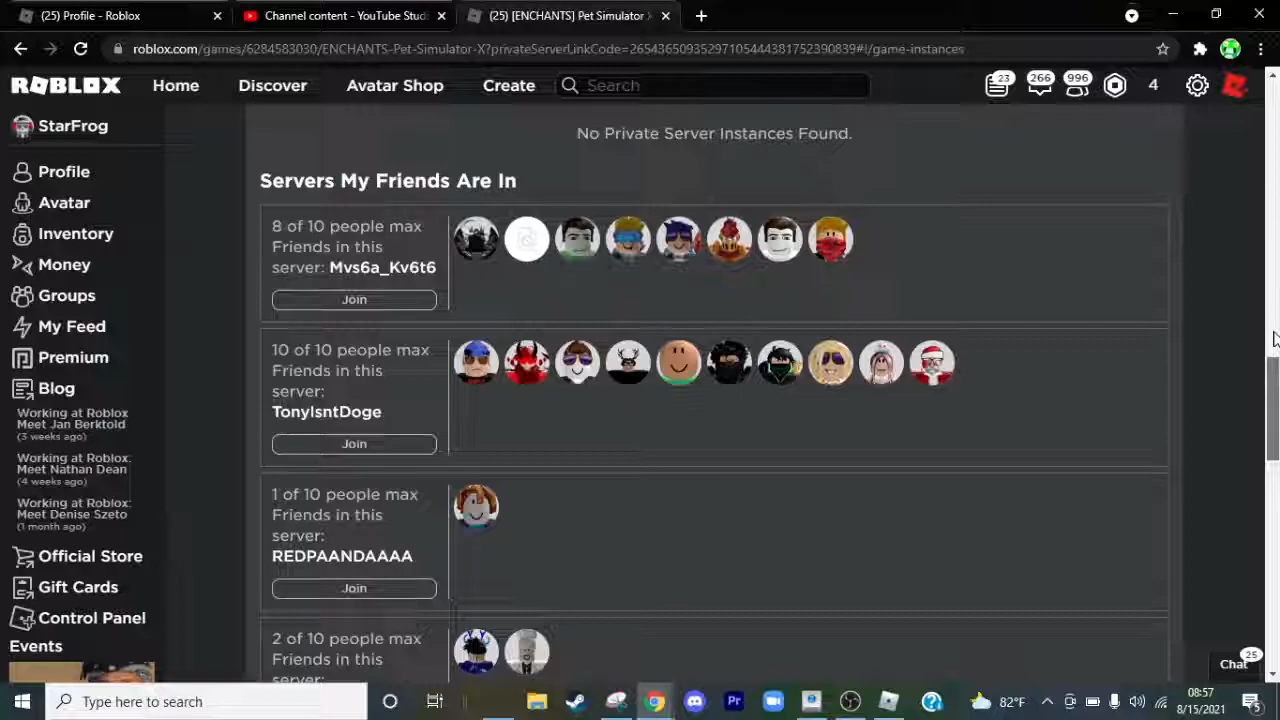 (25) Profile - Roblox
Channel content - YouTube Studi
(25) [ENCHANTS] Pet Simulator X
roblox.com/games/6284583030/ENCHANTS-Pet-Simulator-X?privateServerLinkCode=26543650935297105444381752390839#!/game-instances
ROBLOX
Home
Discover
Avatar Shop
Create
Search
23
266
996
4
StarFrog
Profile
Avatar
Inventory
Money
Groups
My Feed
Premium
Blog
Working at Roblox
Meet Jan Berktold
(3 weeks ago)
Working at Roblox:
Meet Nathan Dean
(4 weeks ago)
Working at Roblox:
Meet Denise Szeto
(1 month ago)
Official Store
Gift Cards
Control Panel
Events
No Private Server Instances Found.
Servers My Friends Are In
8 of 10 people max
Friends in this
server: Mvs6a_Kv6t6
Join
10 of 10 people max
Friends in this
server:
TonyIsntDoge
Join
1 of 10 people max
Friends in this
server:
REDPAANDAAAA
Join
2 of 10 people max
Friends in this
server:
Chat
25
Type here to search
Pr
82°F
08:57
8/15/2021
5